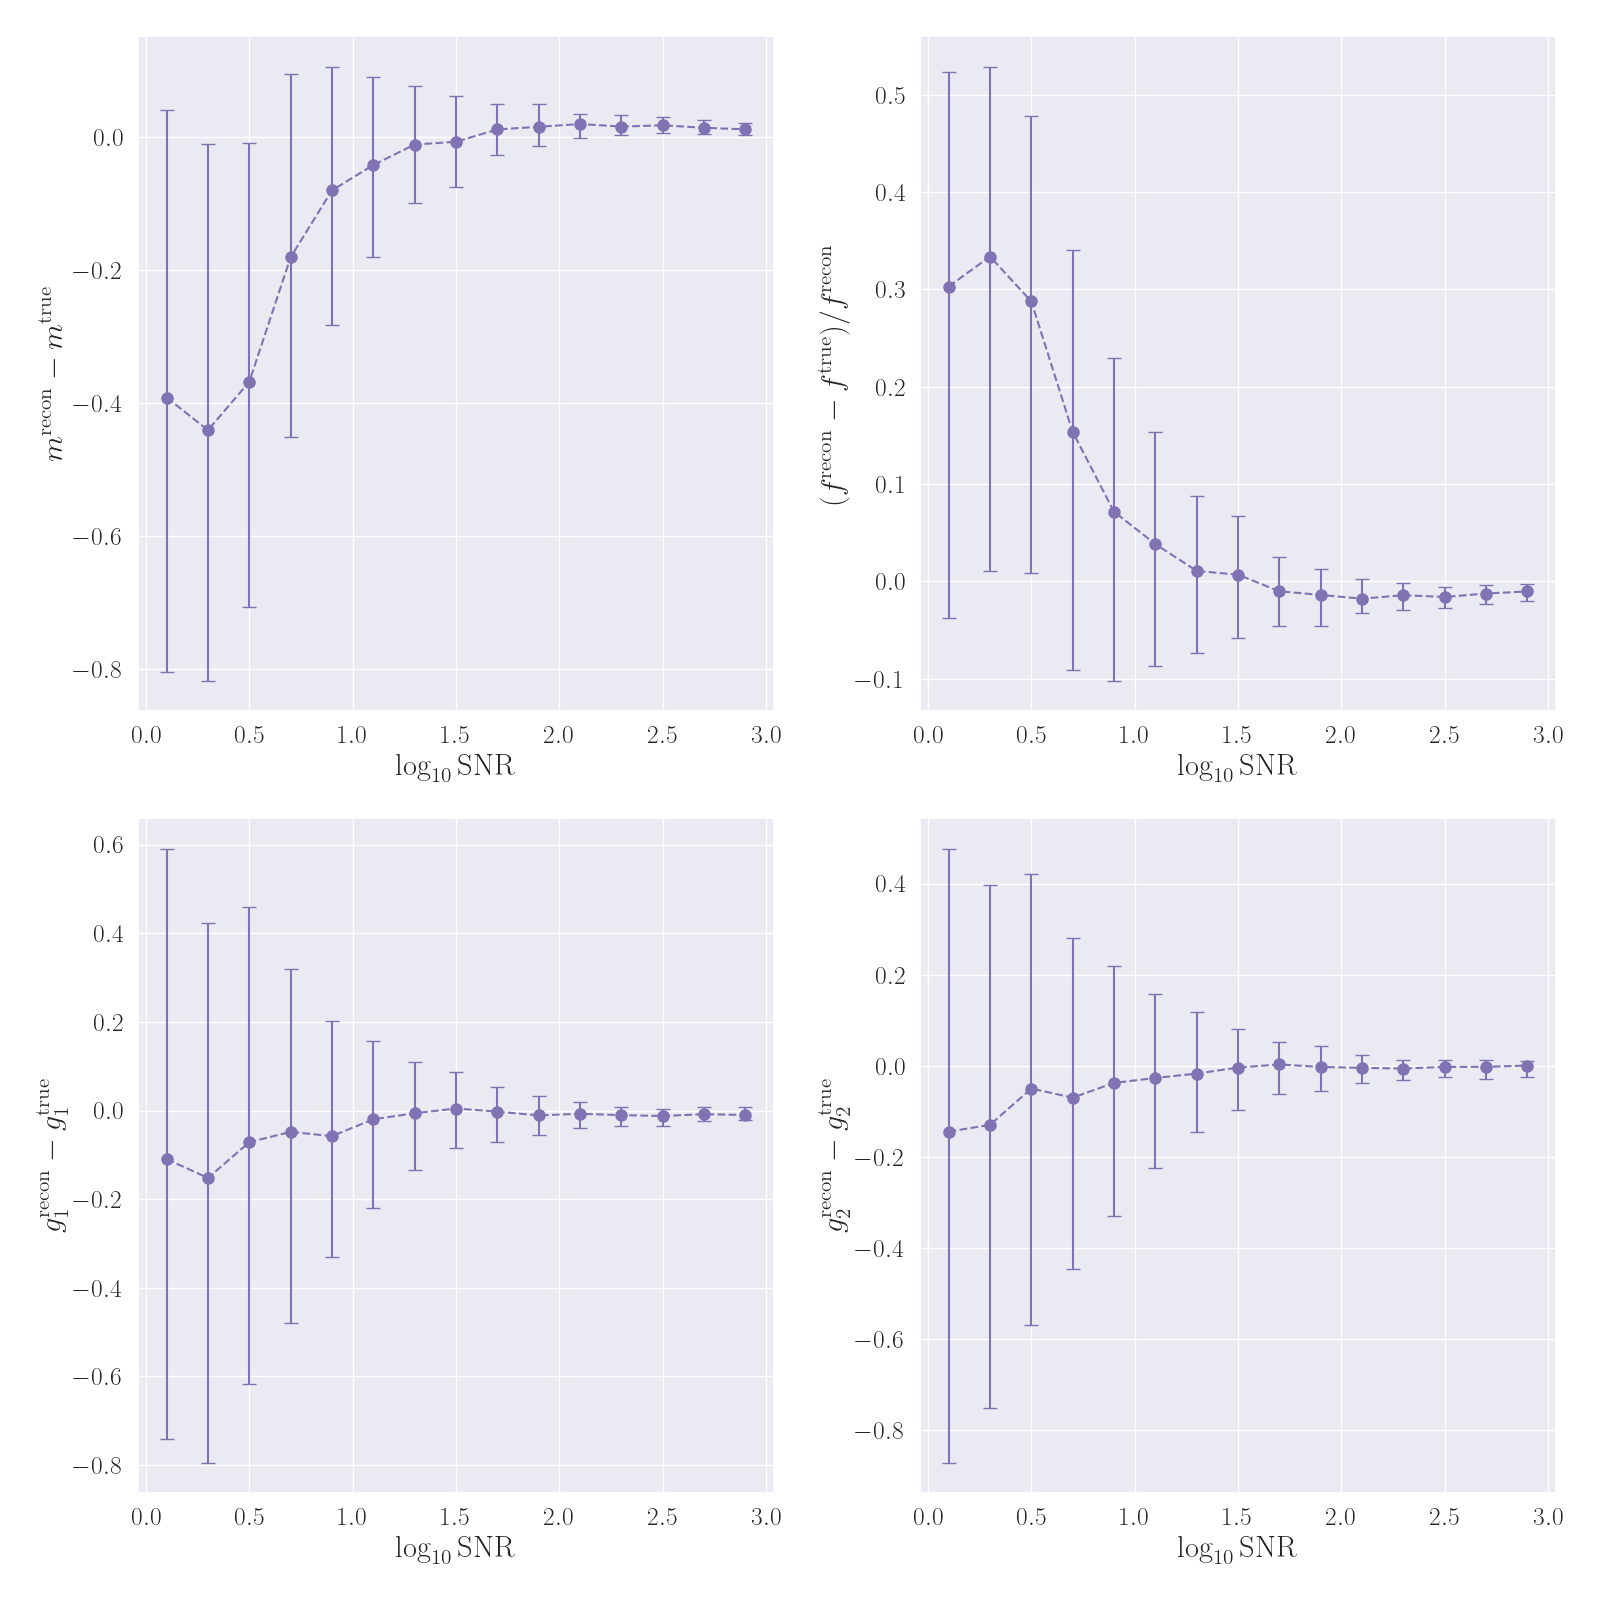 m^recon − m^true
0.0
−0.2
−0.4
−0.6
−0.8
0.0 0.5 1.0 1.5 2.0 2.5 3.0
log₁₀ SNR
(f^recon − f^true)/f^recon
0.5
0.4
0.3
0.2
0.1
0.0
−0.1
0.0 0.5 1.0 1.5 2.0 2.5 3.0
log₁₀ SNR
g₁^recon − g₁^true
0.6
0.4
0.2
0.0
−0.2
−0.4
−0.6
−0.8
0.0 0.5 1.0 1.5 2.0 2.5 3.0
log₁₀ SNR
g₂^recon − g₂^true
0.4
0.2
0.0
−0.2
−0.4
−0.6
−0.8
0.0 0.5 1.0 1.5 2.0 2.5 3.0
log₁₀ SNR